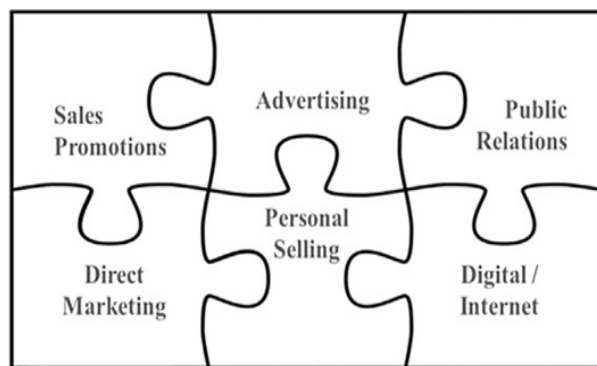 Sales
Promotions
Advertising
Public
Relations
Direct
Marketing
Personal
Selling
Digital /
Internet